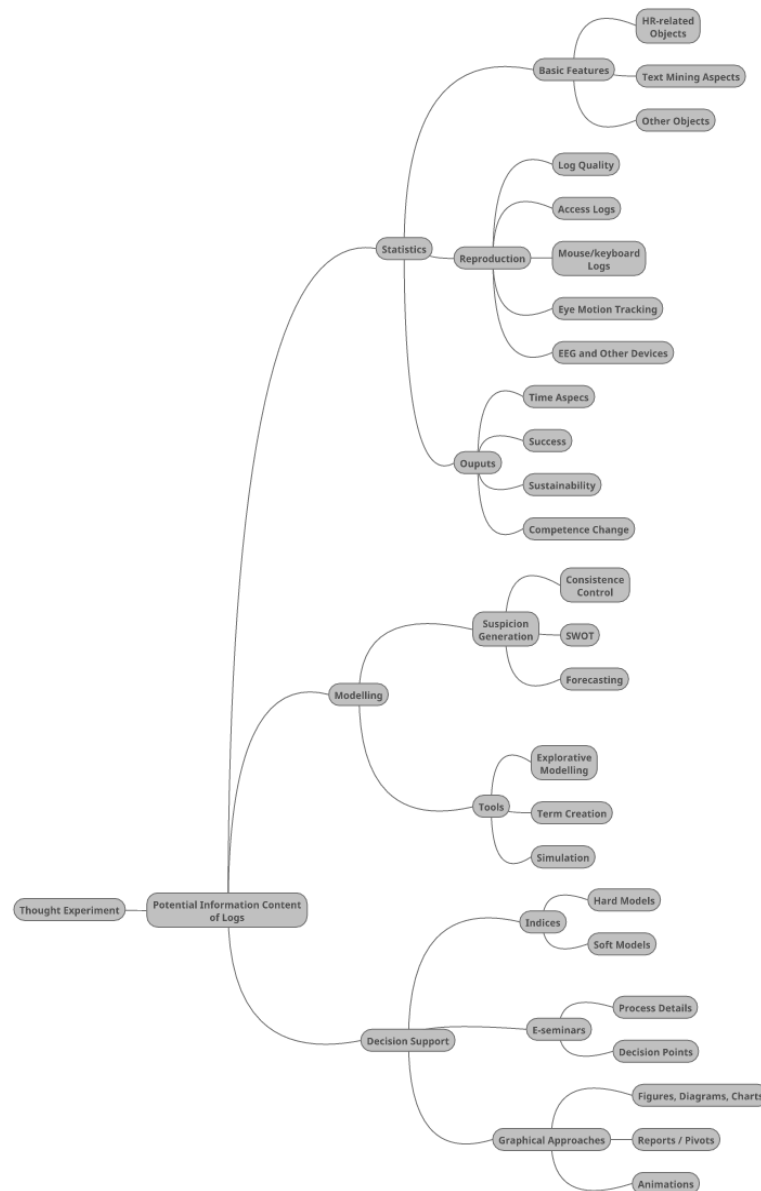 HR-related
Objects
Basic Features
Text Mining Aspects
Other Objects
Log Quality
Access Logs
Statistics
Reproduction
Mouse/keyboard
Logs
Eye Motion Tracking
EEG and Other Devices
Time Aspecs
Success
Ouputs
Sustainability
Competence Change
Consistence
Control
Suspicion
Generation
SWOT
Forecasting
Modelling
Explorative
Modelling
Tools
Term Creation
Simulation
Thought Experiment
Potential Information Content
of Logs
Hard Models
Indices
Soft Models
Process Details
E-seminars
Decision Support
Decision Points
Figures, Diagrams, Charts
Graphical Approaches
Reports / Pivots
Animations